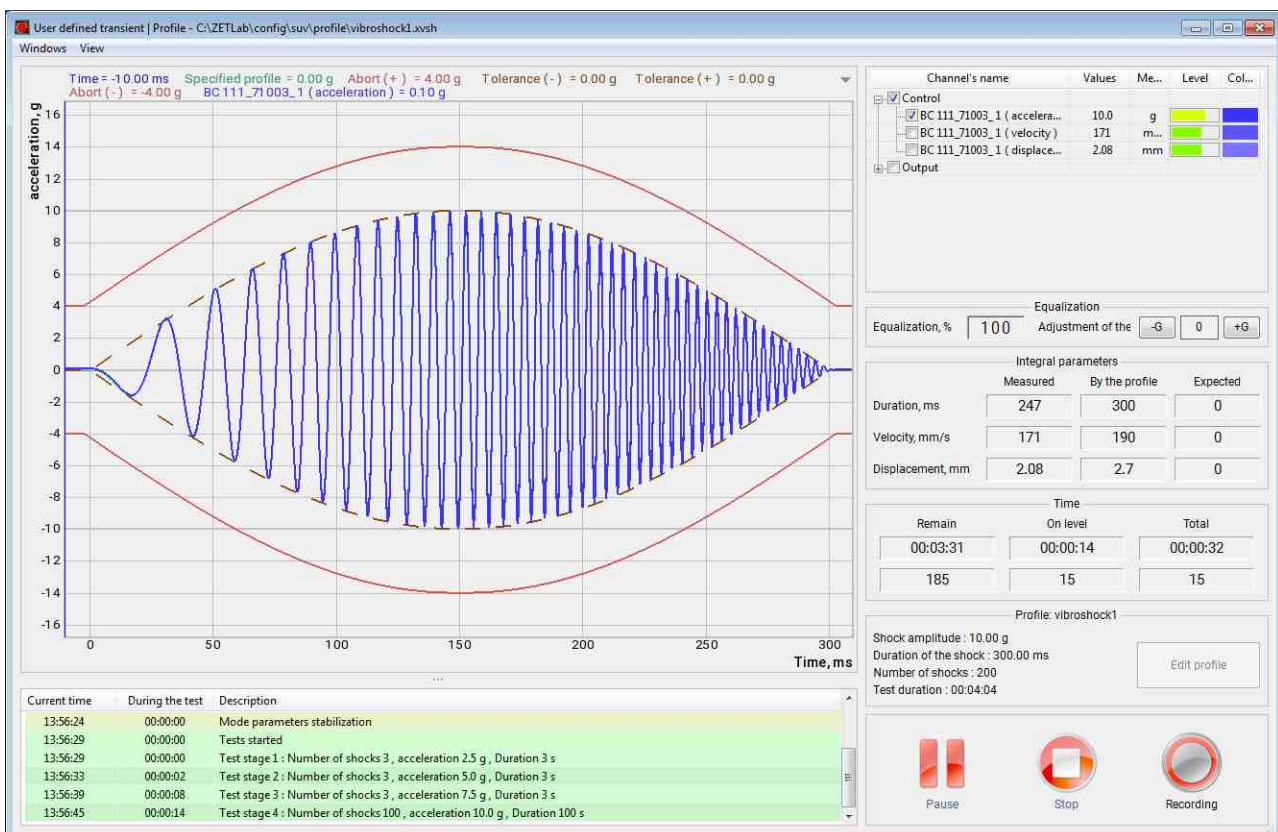 User defined transient | Profile - C:\ZETLab\config\suv\profile\vibroshock1.xvsh
Windows View
Time = -10.00 ms Specified profile = 0.00 g Abort ( + ) = 4.00 g Tolerance ( - ) = 0.00 g Tolerance ( + ) = 0.00 g
Abort ( - ) = -4.00 g BC 111_71003_1 ( acceleration ) = 0.10 g
acceleration, g
16
14
12
10
8
6
4
2
0
-2
-4
-6
-8
-10
-12
-14
-16
0 50 100 150 200 250 300
Time, ms
Current time During the test Description
13:56:24 00:00:00 Mode parameters stabilization
13:56:29 00:00:00 Tests started
13:56:29 00:00:00 Test stage 1 : Number of shocks 3 , acceleration 2.5 g , Duration 3 s
13:56:33 00:00:02 Test stage 2 : Number of shocks 3 , acceleration 5.0 g , Duration 3 s
13:56:39 00:00:08 Test stage 3 : Number of shocks 3 , acceleration 7.5 g , Duration 3 s
13:56:45 00:00:14 Test stage 4 : Number of shocks 100 , acceleration 10.0 g , Duration 100 s
Channel's name Values Me... Level Col...
Control
BC 111_71003_1 ( accelera... 10.0 g
BC 111_71003_1 ( velocity ) 171 m...
BC 111_71003_1 ( displace... 2.08 mm
Output
Equalization
Equalization, % 100 Adjustment of the -G 0 +G
Integral parameters
Measured By the profile Expected
Duration, ms 247 300 0
Velocity, mm/s 171 190 0
Displacement, mm 2.08 2.7 0
Time
Remain On level Total
00:03:31 00:00:14 00:00:32
185 15 15
Profile: vibroshock1
Shock amplitude : 10.00 g
Duration of the shock : 300.00 ms
Number of shocks : 200
Test duration : 00:04:04
Edit profile
Pause Stop Recording